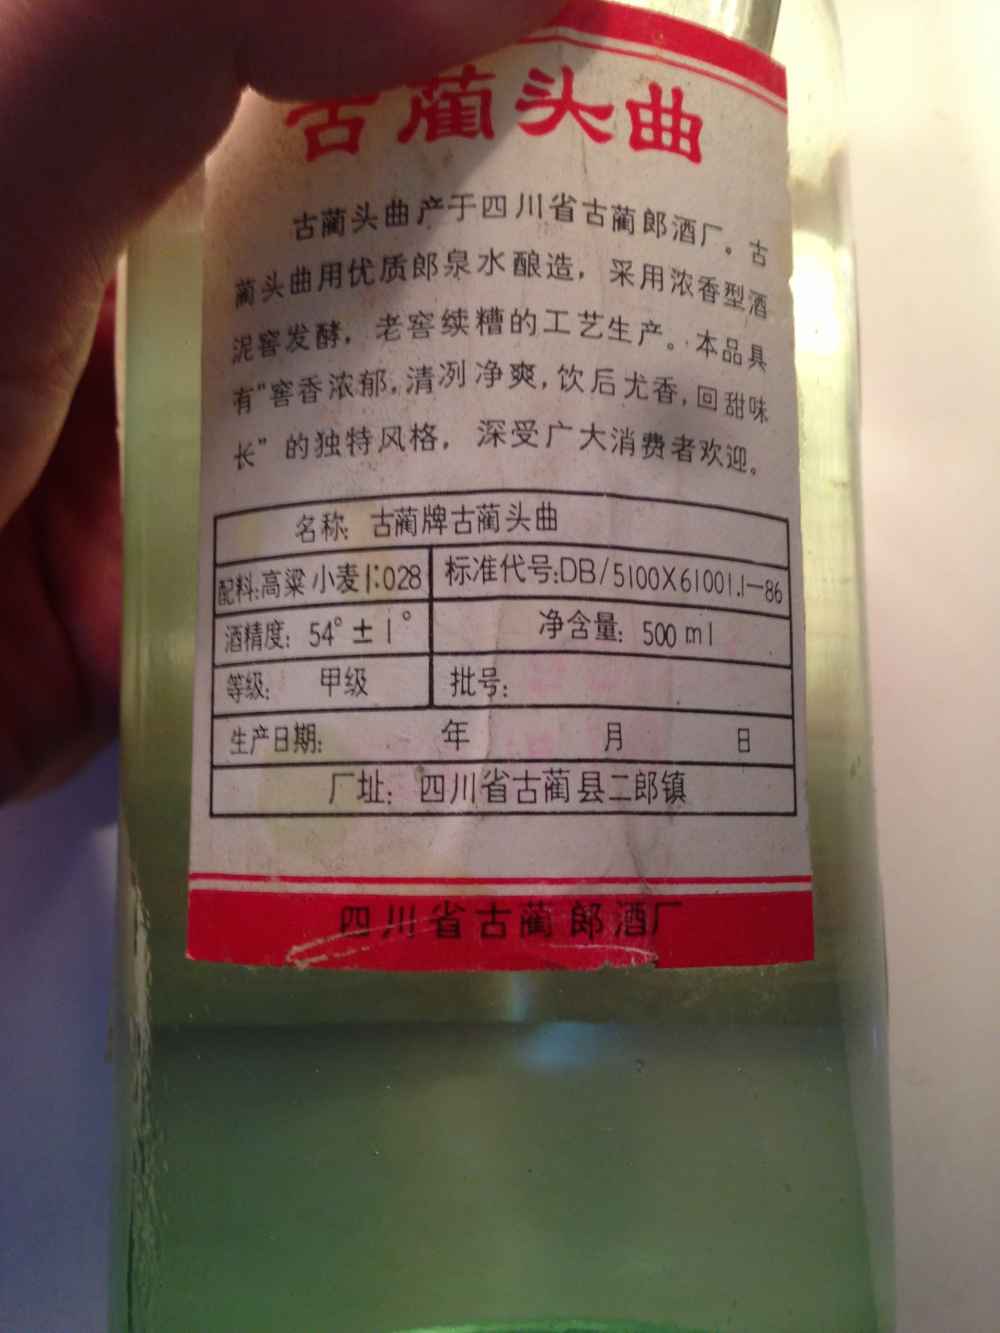 古蔺头曲
古蔺头曲产于四川省古蔺郎酒厂。古
蔺头曲用优质郎泉水酿造，采用浓香型酒
泥窖发酵，老窖续糟的工艺生产。本品具
有“窖香浓郁，清冽净爽，饮后尤香，回甜味
长”的独特风格，深受广大消费者欢迎。
名称：古蔺牌古蔺头曲
配料:高粱 小麦1:028 标准代号:DB/5100X61001.1—86
酒精度：54°±1° 净含量：500ml
等级： 甲级 批号：
生产日期： 年 月 日
厂址：四川省古蔺县二郎镇
四川省古蔺郎酒厂